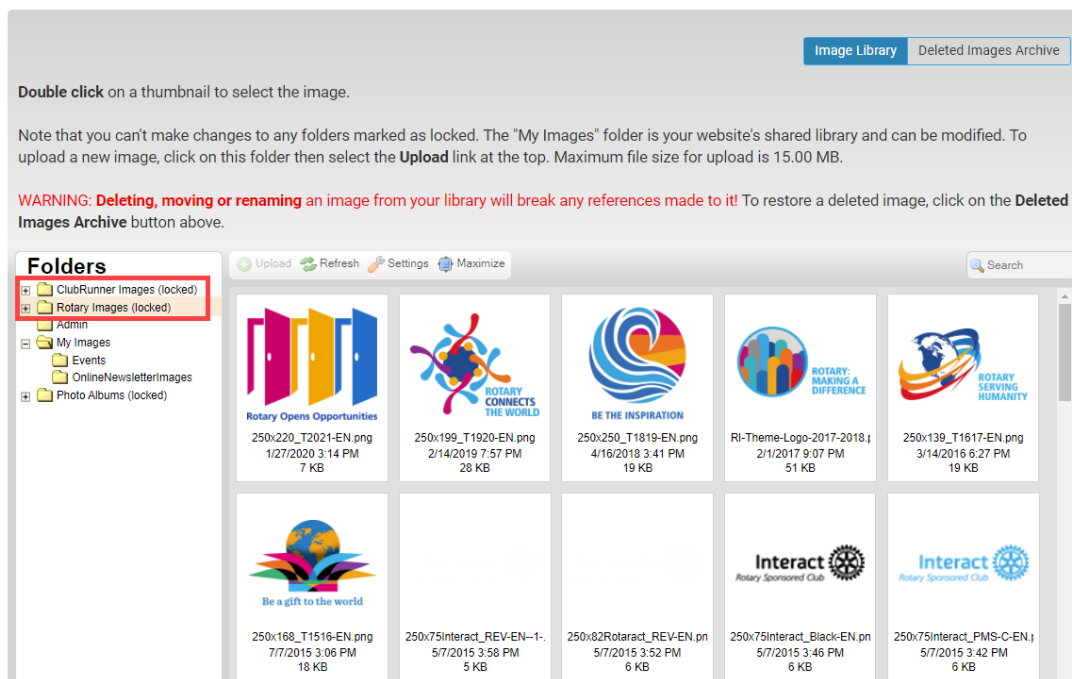 Image Library
Deleted Images Archive
Double click on a thumbnail to select the image.
Note that you can't make changes to any folders marked as locked. The "My Images" folder is your website's shared library and can be modified. To
upload a new image, click on this folder then select the Upload link at the top. Maximum file size for upload is 15.00 MB.
WARNING: Deleting, moving or renaming an image from your library will break any references made to it! To restore a deleted image, click on the Deleted
Images Archive button above.
Folders
ClubRunner Images (locked)
Rotary Images (locked)
Admin
My Images
Events
OnlineNewsletterImages
Photo Albums (locked)
Upload Refresh Settings Maximize
Search
Rotary Opens Opportunities
250x220_T2021-EN.png
1/27/2020 3:14 PM
7 KB
ROTARY
CONNECTS
THE WORLD
250x199_T1920-EN.png
2/14/2019 7:57 PM
28 KB
BE THE INSPIRATION
250x250_T1819-EN.png
4/16/2018 3:41 PM
19 KB
ROTARY:
MAKING A
DIFFERENCE
RI-Theme-Logo-2017-2018.p
2/1/2017 9:07 PM
51 KB
ROTARY
SERVING
HUMANITY
250x139_T1617-EN.png
3/14/2016 6:27 PM
19 KB
Be a gift to the world
250x168_T1516-EN.png
7/7/2015 3:06 PM
18 KB
250x75Interact_REV-EN--1-.
5/7/2015 3:58 PM
5 KB
250x82Rotaract_REV-EN.pn
5/7/2015 3:52 PM
6 KB
Interact
Rotary Sponsored Club
250x75Interact_Black-EN.pn
5/7/2015 3:46 PM
6 KB
Interact
Rotary Sponsored Club
250x75Interact_PMS-C-EN.p
5/7/2015 3:42 PM
6 KB